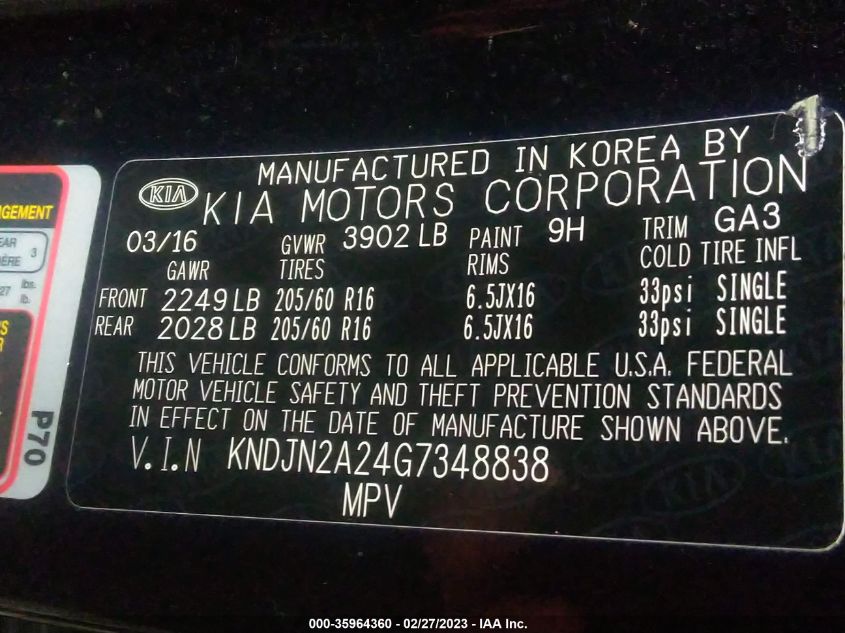 MANUFACTURED IN KOREA BY
KIA KIA MOTORS CORPORATION
03/16 GVWR 3902 LB PAINT 9H TRIM GA3
GAWR TIRES RIMS COLD TIRE INFL
FRONT 2249 LB 205/60 R16 6.5JX16 33psi SINGLE
REAR 2028 LB 205/60 R16 6.5JX16 33psi SINGLE
THIS VEHICLE CONFORMS TO ALL APPLICABLE U.S.A. FEDERAL
MOTOR VEHICLE SAFETY AND THEFT PREVENTION STANDARDS
IN EFFECT ON THE DATE OF MANUFACTURE SHOWN ABOVE.
V.I.N KNDJN2A24G7348838
MPV
3
lbs.
lb.
P70
000-35964360 - 02/27/2023 - IAA Inc.